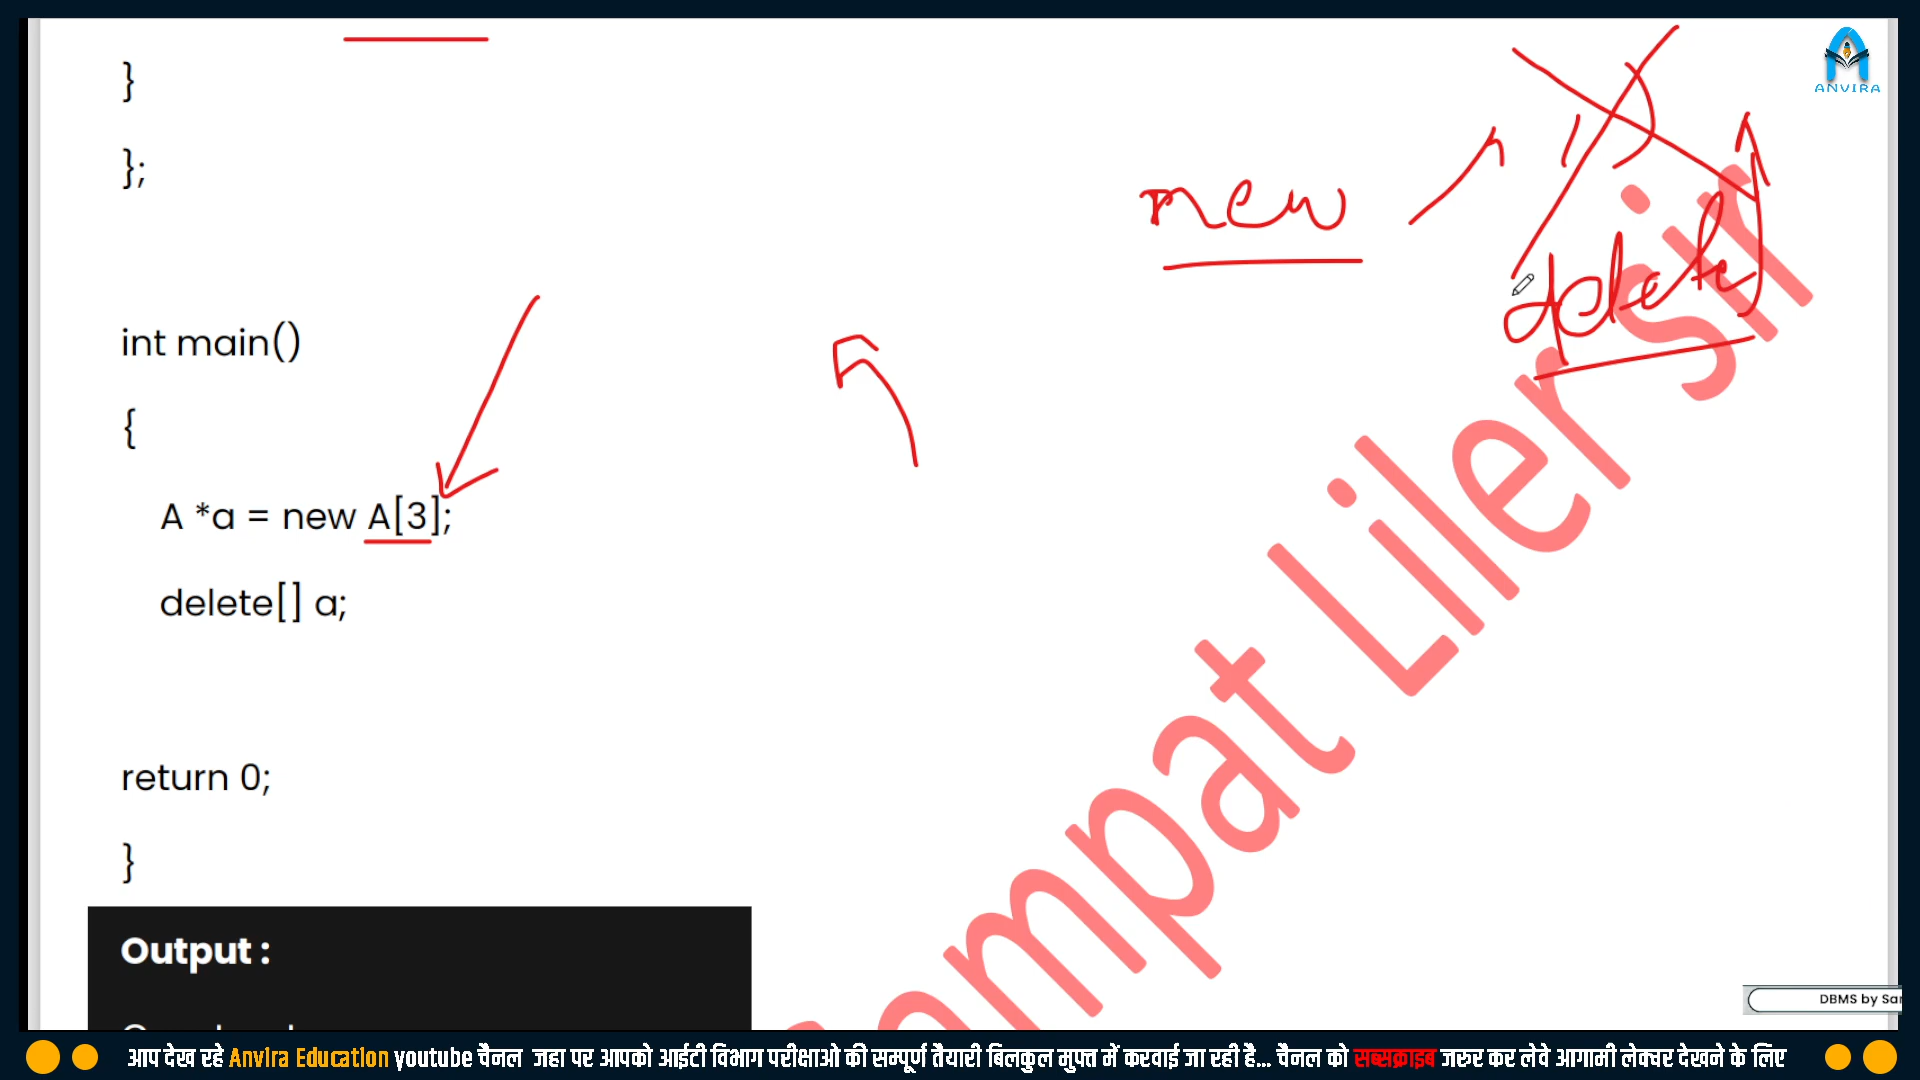 }
};
ANVIRA
new
delete
int main()
{
A *a = new A[3];
delete[] a;
return 0;
}
Sampat Liler sir
Output :
DBMS by Sar
आप देख रहे Anvira Education youtube चैनल जहा पर आपको आईटी विभाग परीक्षाओ की सम्पूर्ण तैयारी बिलकुल मुफ्त में करवाई जा रही है... चैनल को सब्सक्राइब जरुर कर लेवे आगामी लेक्चर देखने के लिए